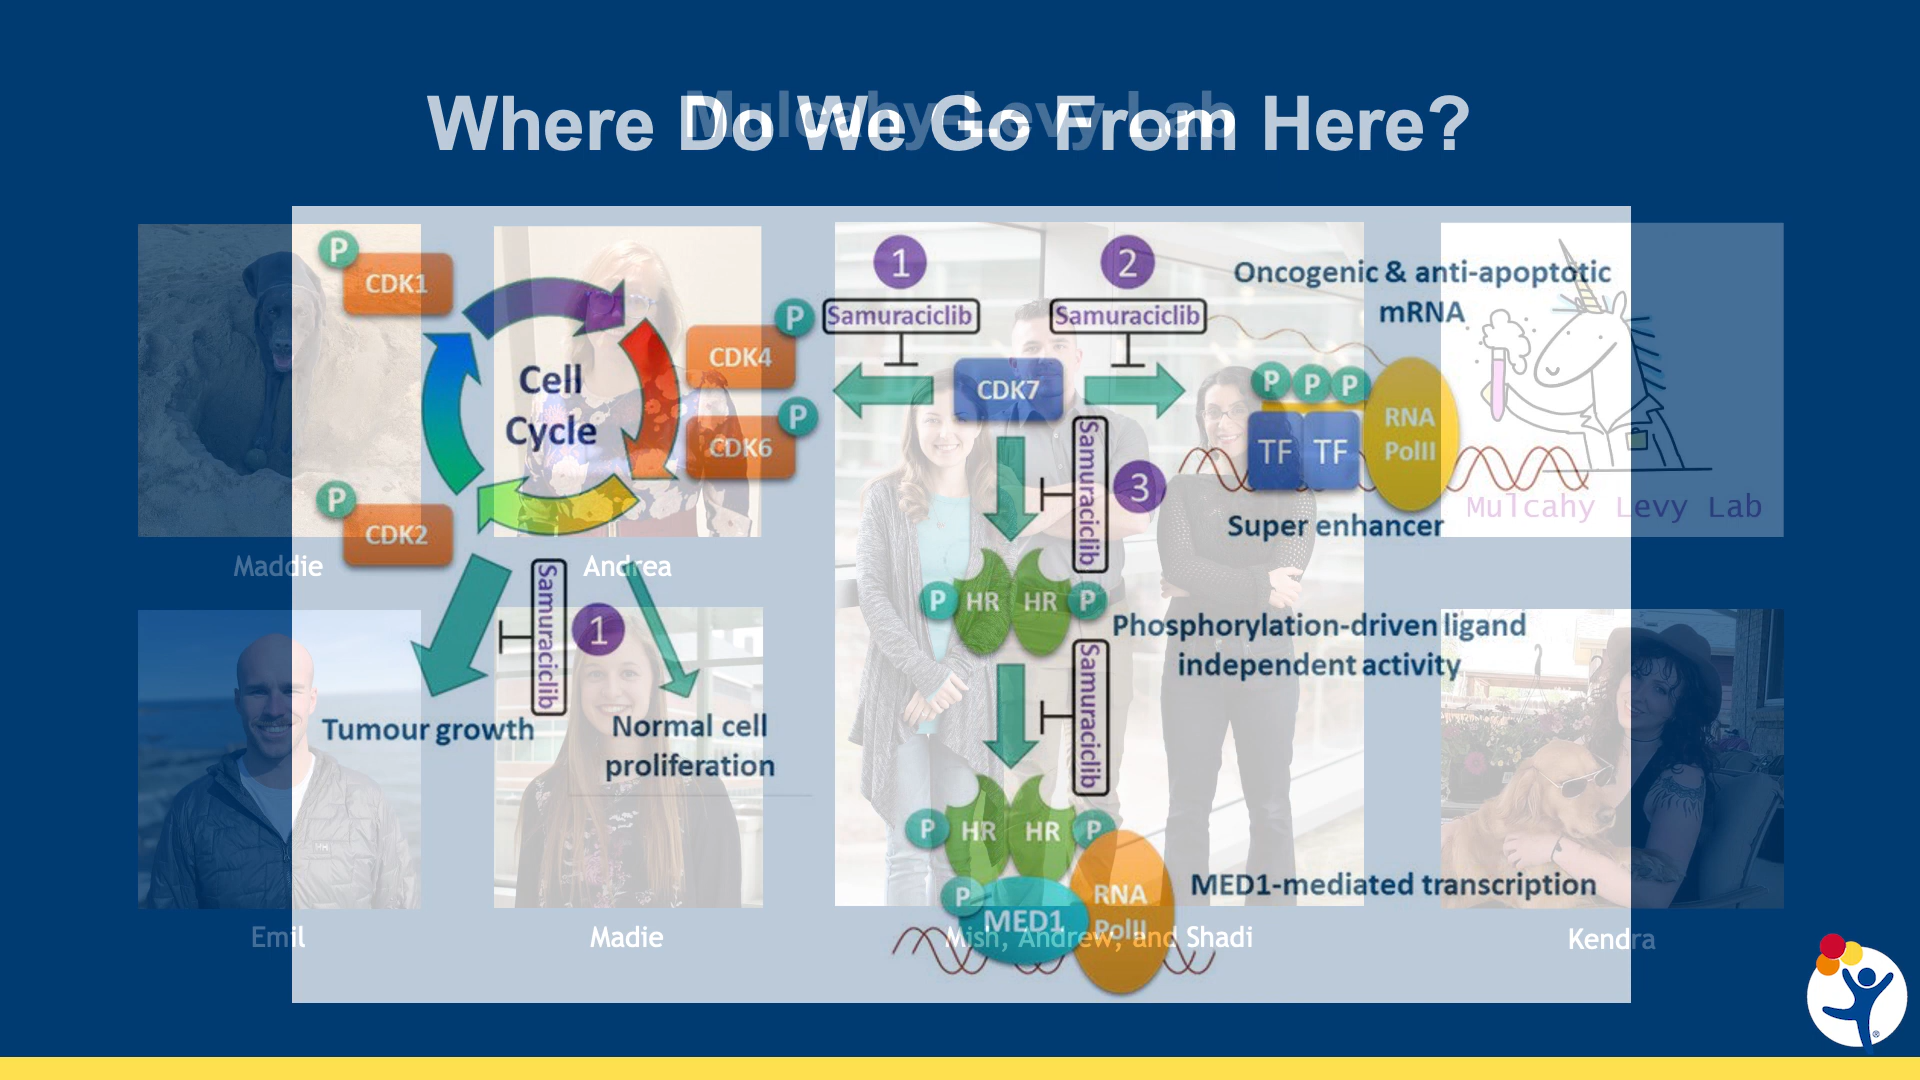 Where Do We Go From Here?
Mulcahy Levy Lab
P
CDK1
Cell
Cycle
P
CDK4
P
CDK6
P
CDK2
Samuraciclib
1
Tumour growth
Normal cell
proliferation
1
Samuraciclib
2
Samuraciclib
CDK7
Samuraciclib
3
P
HR
HR
P
Samuraciclib
P
HR
HR
P
P
MED1
RNA
PolII
Oncogenic & anti-apoptotic
mRNA
P
P
P
TF
TF
RNA
PolII
Super enhancer
Phosphorylation-driven ligand
independent activity
MED1-mediated transcription
Mulcahy Levy Lab
Maddie
Andrea
Emil
Madie
Mish, Andrew, and Shadi
Kendra
®